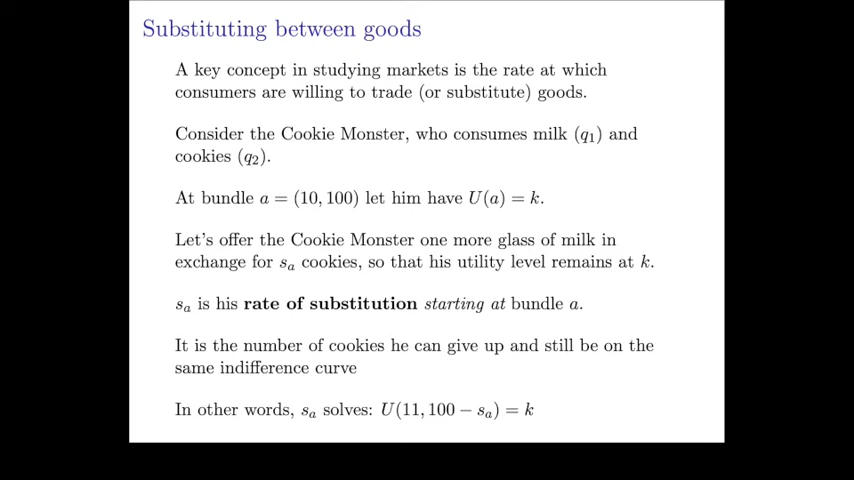 Substituting between goods
A key concept in studying markets is the rate at which
consumers are willing to trade (or substitute) goods.
Consider the Cookie Monster, who consumes milk (q₁) and
cookies (q₂).
At bundle a = (10, 100) let him have U(a) = k.
Let's offer the Cookie Monster one more glass of milk in
exchange for sₐ cookies, so that his utility level remains at k.
sₐ is his rate of substitution starting at bundle a.
It is the number of cookies he can give up and still be on the
same indifference curve
In other words, sₐ solves: U(11, 100 − sₐ) = k